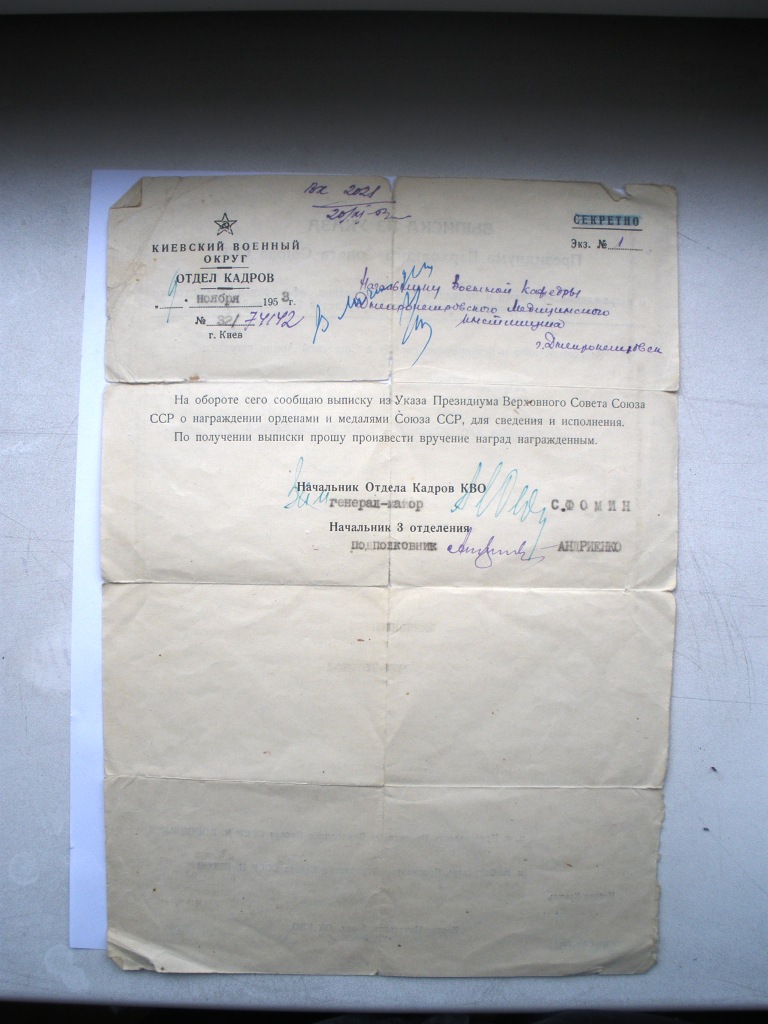 Вх 2021
20/XI-53
СЕКРЕТНО
Экз. № 1
КИЕВСКИЙ ВОЕННЫЙ
ОКРУГ
ОТДЕЛ КАДРОВ
„9“ ноября 1953г.
№ 321/74142
г. Киев
Начальнику Военной Кафедры
Днепропетровского Медицинского
института
г. Днепропетровск
На обороте сего сообщаю выписку из Указа Президиума Верховного Совета Союза
ССР о награждении орденами и медалями Союза ССР, для сведения и исполнения.
По получении выписки прошу произвести вручение наград награжденным.
Зам
Начальник Отдела Кадров КВО
генерал-майор С.ФОМИН
Начальник 3 отделения
подполковник АНДРИЕНКО